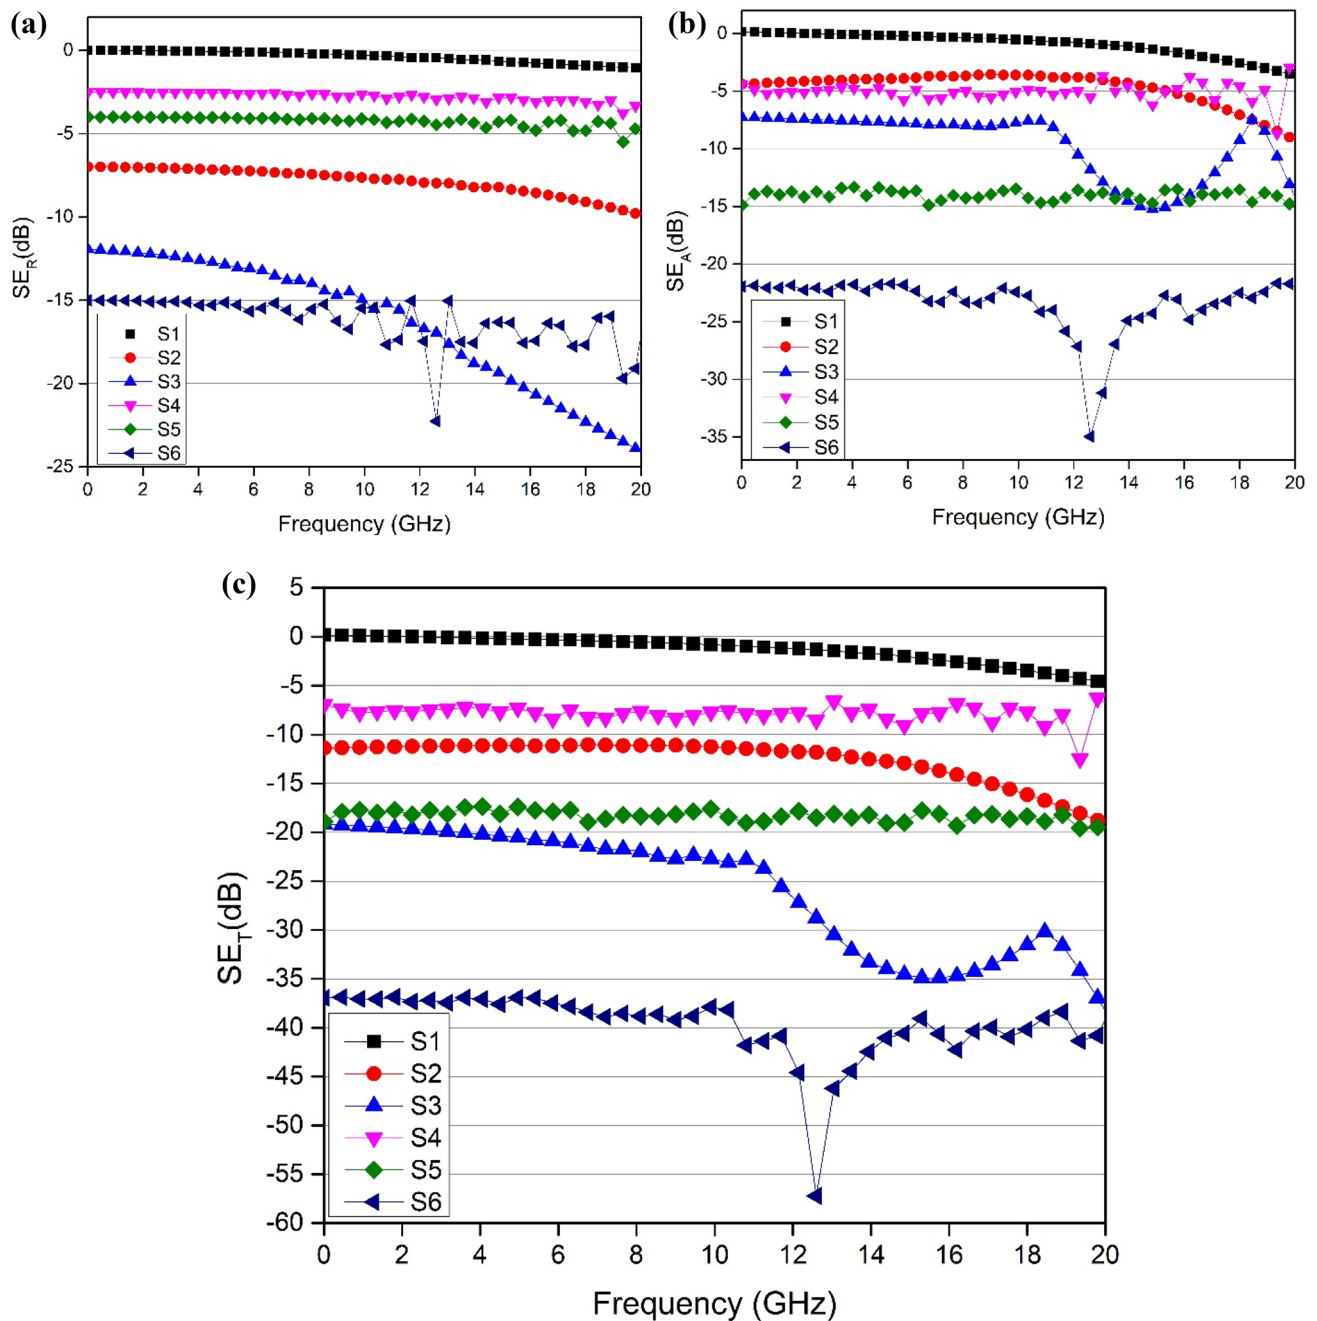 (a)
0
-5
-10
-15
-20
-25
SE_R(dB)
S1
S2
S3
S4
S5
S6
0 2 4 6 8 10 12 14 16 18 20
Frequency (GHz)
(b)
0
-5
-10
-15
-20
-25
-30
-35
SE_A(dB)
S1
S2
S3
S4
S5
S6
0 2 4 6 8 10 12 14 16 18 20
Frequency (GHz)
(c)
5
0
-5
-10
-15
-20
-25
-30
-35
-40
-45
-50
-55
-60
SE_T(dB)
S1
S2
S3
S4
S5
S6
0 2 4 6 8 10 12 14 16 18 20
Frequency (GHz)